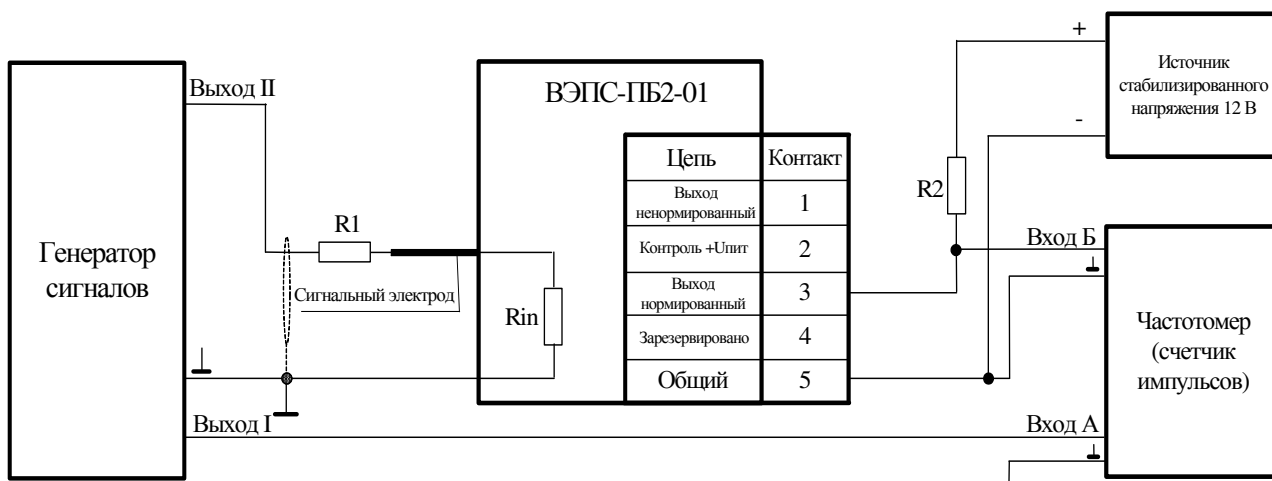 Генератор
сигналов
Выход II
R1
Сигнальный электрод
Выход I
ВЭПС-ПБ2-01
Rin
Цепь Контакт
Выход
ненормированный 1
Контроль +Uпит 2
Выход
нормированный 3
Зарезервировано 4
Общий 5
R2
+
-
Источник
стабилизированного
напряжения 12 В
Вход Б
Вход А
Частотомер
(счетчик
импульсов)